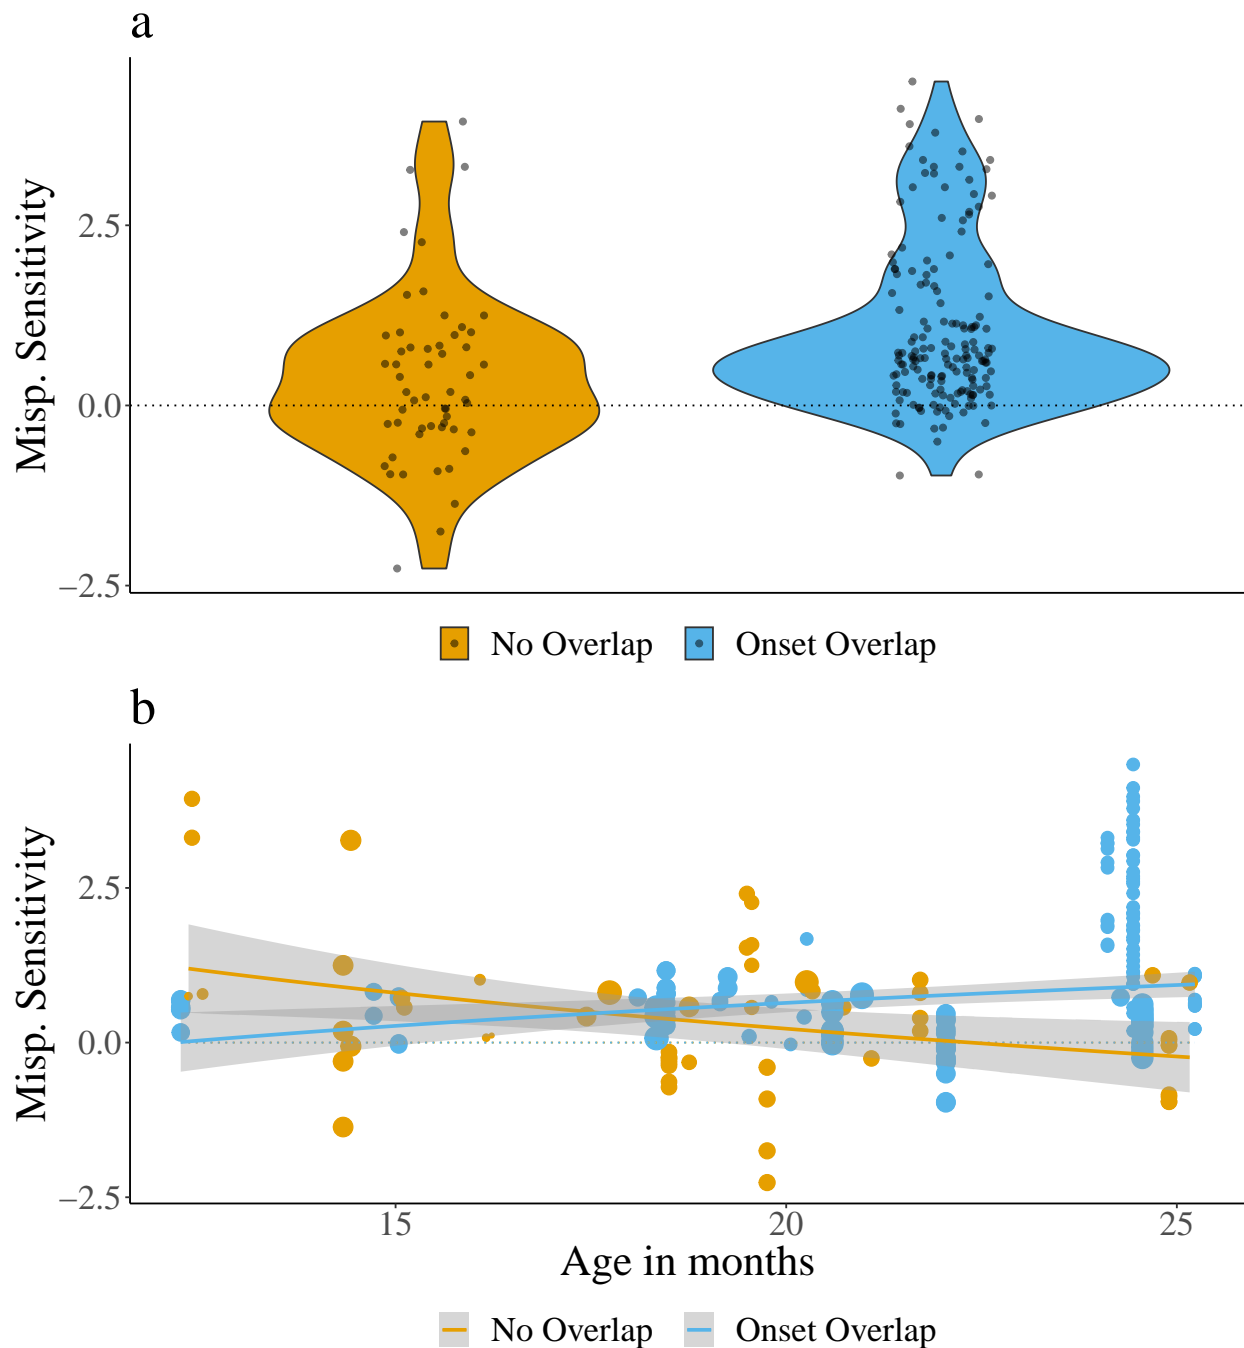 a
Misp. Sensitivity
2.5
0.0
−2.5
No Overlap
Onset Overlap
b
Misp. Sensitivity
2.5
0.0
−2.5
15
20
25
Age in months
No Overlap
Onset Overlap